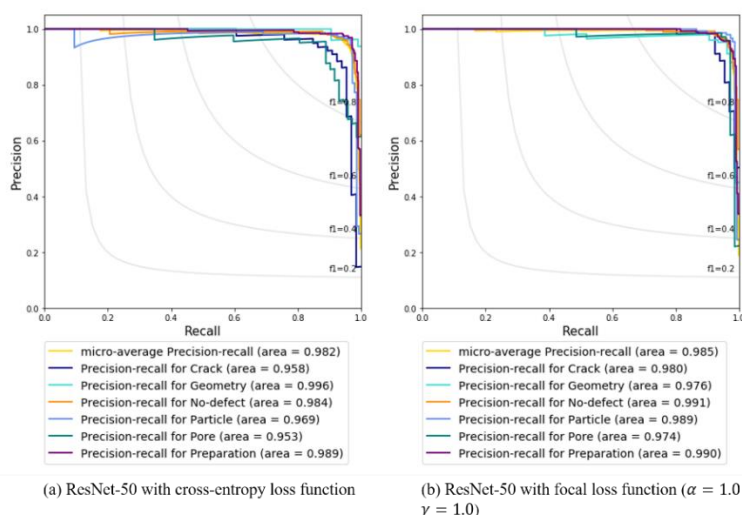 1.0
0.8
0.6
0.4
0.2
0.0
Precision
f1=0.8
f1=0.6
f1=0.4
f1=0.2
0.0 0.2 0.4 0.6 0.8 1.0
Recall
micro-average Precision-recall (area = 0.982)
Precision-recall for Crack (area = 0.958)
Precision-recall for Geometry (area = 0.996)
Precision-recall for No-defect (area = 0.984)
Precision-recall for Particle (area = 0.969)
Precision-recall for Pore (area = 0.953)
Precision-recall for Preparation (area = 0.989)
(a) ResNet-50 with cross-entropy loss function
1.0
0.8
0.6
0.4
0.2
0.0
Precision
f1=0.8
f1=0.6
f1=0.4
f1=0.2
0.0 0.2 0.4 0.6 0.8 1.0
Recall
micro-average Precision-recall (area = 0.985)
Precision-recall for Crack (area = 0.980)
Precision-recall for Geometry (area = 0.976)
Precision-recall for No-defect (area = 0.991)
Precision-recall for Particle (area = 0.989)
Precision-recall for Pore (area = 0.974)
Precision-recall for Preparation (area = 0.990)
(b) ResNet-50 with focal loss function (α = 1.0
γ = 1.0)